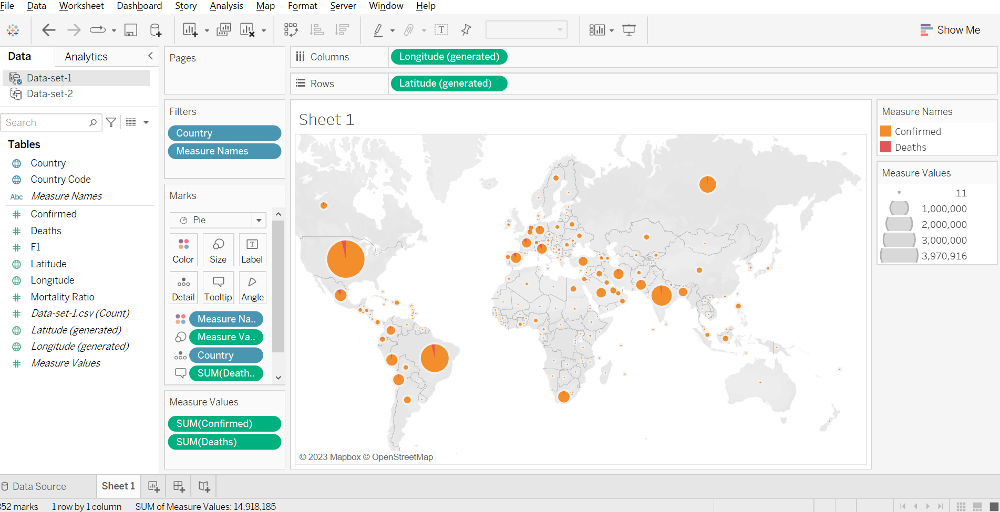 File Data Worksheet Dashboard Story Analysis Map Format Server Window Help
Show Me
Data Analytics
Data-set-1
Data-set-2
Search
Tables
Country
Country Code
Abc Measure Names
Confirmed
Deaths
F1
Latitude
Longitude
Mortality Ratio
Data-set-1.csv (Count)
Latitude (generated)
Longitude (generated)
Measure Values
Pages
Filters
Country
Measure Names
Marks
Pie
Color Size Label
Detail Tooltip Angle
Measure Na..
Measure Va..
Country
SUM(Death..
Measure Values
SUM(Confirmed)
SUM(Deaths)
Columns Longitude (generated)
Rows Latitude (generated)
Sheet 1
© 2023 Mapbox © OpenStreetMap
Measure Names
Confirmed
Deaths
Measure Values
11
1,000,000
2,000,000
3,000,000
3,970,916
Data Source Sheet 1
352 marks 1 row by 1 column SUM of Measure Values: 14,918,185